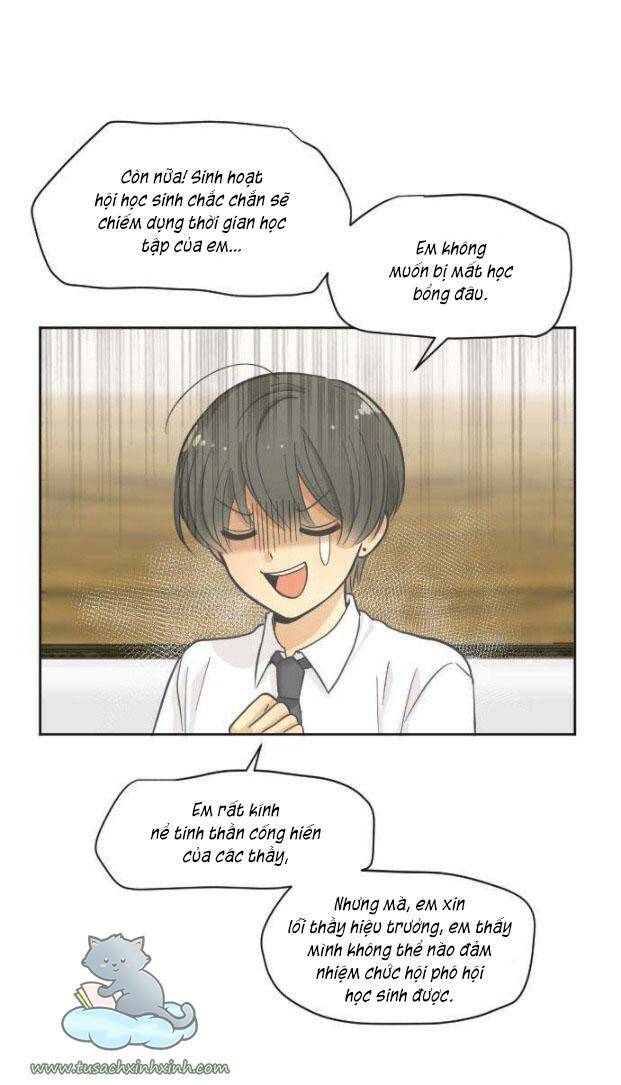 Còn nữa! Sinh hoạt
hội học sinh chắc chắn sẽ
chiếm dụng thời gian học
tập của em...
Em không
muốn bị mất học
bổng đâu.
Em rất kính
nể tinh thần cống hiến
của các thầy,
Nhưng mà, em xin
lỗi thầy hiệu trưởng, em thấy
mình không thể nào đảm
nhiệm chức hội phó hội
học sinh được.
www.tusachxinhxinh.com